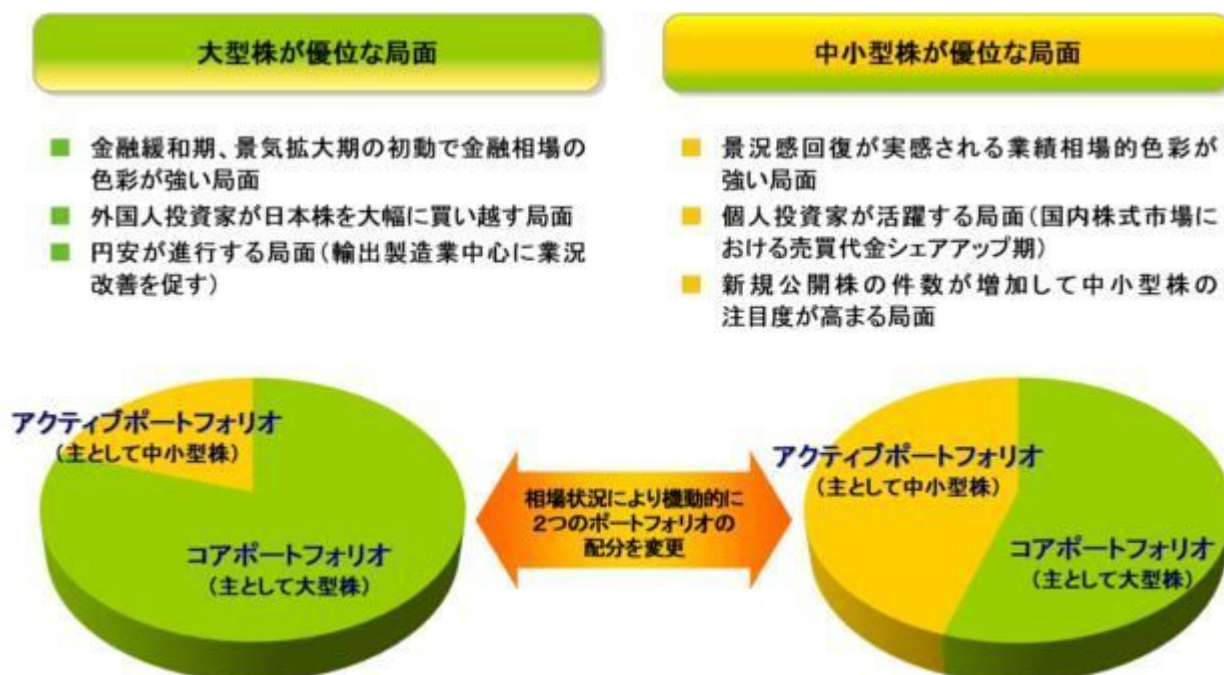 大型株が優位な局面
■ 金融緩和期、景気拡大期の初動で金融相場の
色彩が強い局面
■ 外国人投資家が日本株を大幅に買い越す局面
■ 円安が進行する局面(輸出製造業中心に業況
改善を促す)
中小型株が優位な局面
■ 景況感回復が実感される業績相場的色彩が
強い局面
■ 個人投資家が活躍する局面(国内株式市場に
おける売買代金シェアアップ期)
■ 新規公開株の件数が増加して中小型株の
注目度が高まる局面
アクティブポートフォリオ
(主として中小型株)
コアポートフォリオ
(主として大型株)
相場状況により機動的に
2つのポートフォリオの
配分を変更
アクティブポートフォリオ
(主として中小型株)
コアポートフォリオ
(主として大型株)